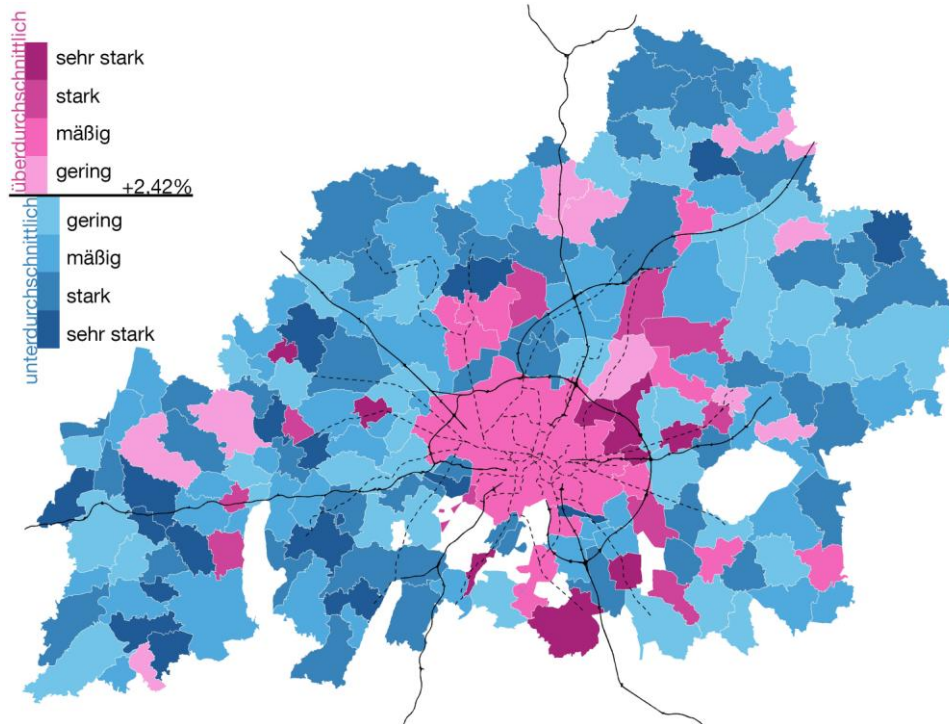 überdurchschnittlich
sehr stark
stark
mäßig
gering
+2.42%
unterdurchschnittlich
gering
mäßig
stark
sehr stark